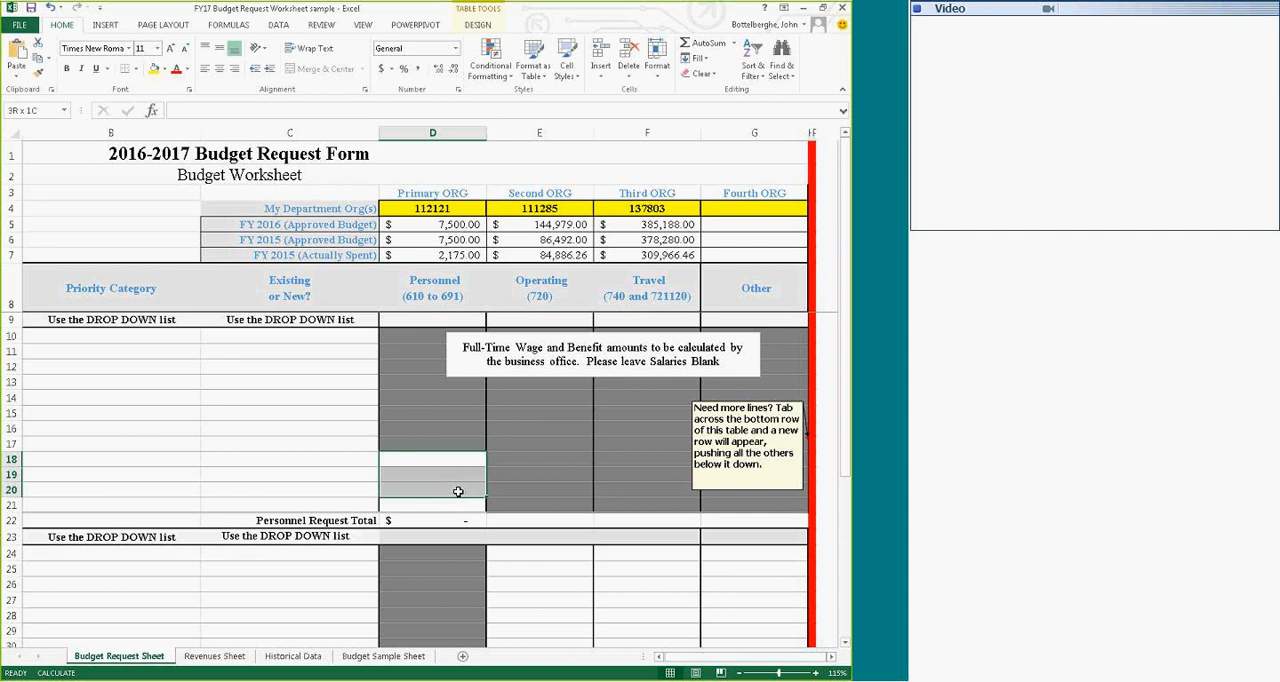 FY17 Budget Request Worksheet sample - Excel
TABLE TOOLS
FILE HOME INSERT PAGE LAYOUT FORMULAS DATA REVIEW VIEW POWERPIVOT DESIGN
Bottelberghe, John
Times New Roma 11
Wrap Text
General
AutoSum
Fill
Clear
Paste
B I U
Merge & Center
$ % ,
Conditional Formatting
Format as Table
Cell Styles
Insert Delete Format
Sort & Filter
Find & Select
Clipboard Font Alignment Number Styles Cells Editing
3R x 1C
fx
B C D E F G
1 2016-2017 Budget Request Form
2 Budget Worksheet
3 Primary ORG Second ORG Third ORG Fourth ORG
4 My Department Org(s) 112121 111285 137803
5 FY 2016 (Approved Budget) $ 7,500.00 $ 144,979.00 $ 385,188.00
6 FY 2015 (Approved Budget) $ 7,500.00 $ 86,492.00 $ 378,280.00
7 FY 2015 (Actually Spent) $ 2,175.00 $ 84,886.26 $ 309,966.46
8 Priority Category Existing or New? Personnel (610 to 691) Operating (720) Travel (740 and 721120) Other
9 Use the DROP DOWN list Use the DROP DOWN list
10
Full-Time Wage and Benefit amounts to be calculated by
11
the business office. Please leave Salaries Blank
12
13
14
Need more lines? Tab
across the bottom row
of this table and a new
row will appear,
pushing all the others
below it down.
15
16
17
18
19
20
21
22 Personnel Request Total $ -
23 Use the DROP DOWN list Use the DROP DOWN list
24
25
26
27
28
29
30
Budget Request Sheet Revenues Sheet Historical Data Budget Sample Sheet
READY CALCULATE
115%
Video